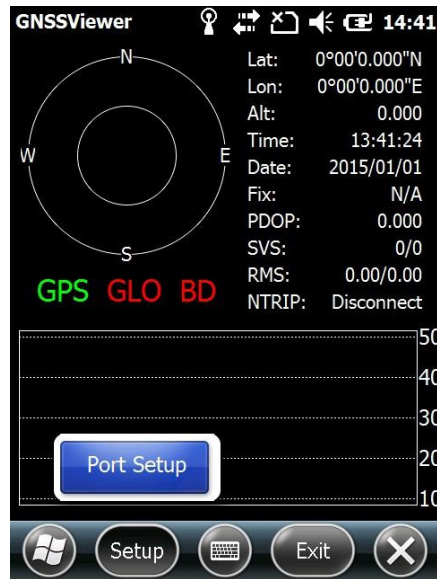 GNSSViewer 14:41
N
W E
S
Lat: 0°00'0.000"N
Lon: 0°00'0.000"E
Alt: 0.000
Time: 13:41:24
Date: 2015/01/01
Fix: N/A
PDOP: 0.000
SVS: 0/0
RMS: 0.00/0.00
NTRIP: Disconnect
GPS GLO BD
50
40
30
20
10
Port Setup
Setup Exit